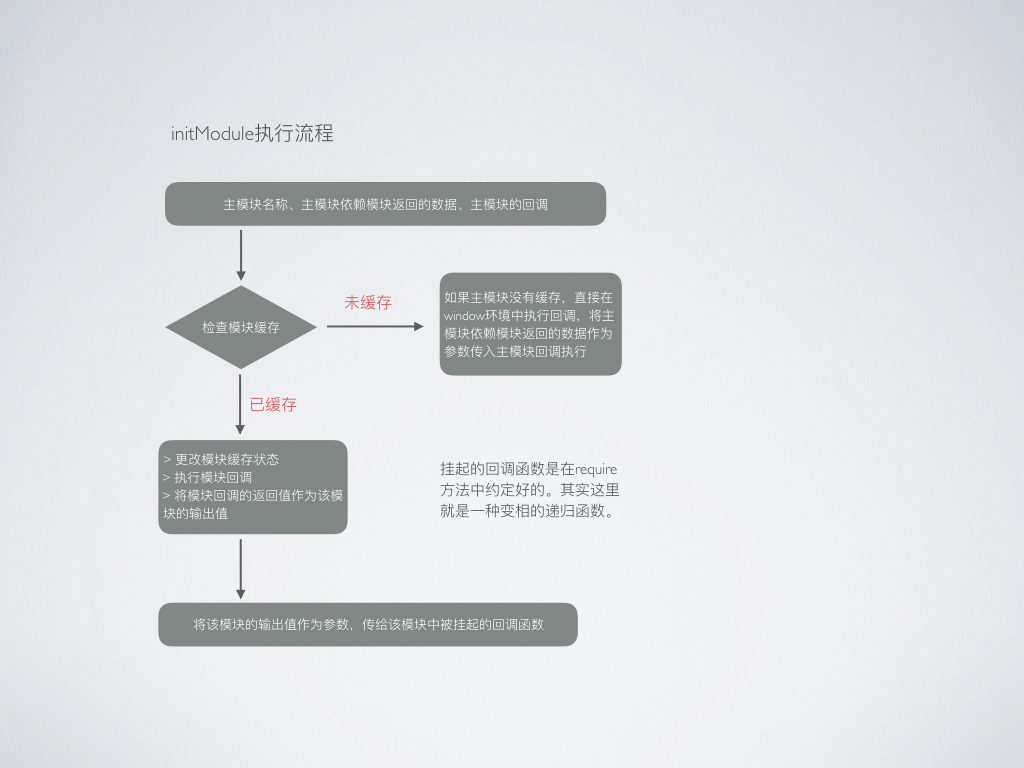 initModule执行流程
主模块名称、主模块依赖模块返回的数据、主模块的回调
检查模块缓存
未缓存
如果主模块没有缓存，直接在
window环境中执行回调，将主
模块依赖模块返回的数据作为
参数传入主模块回调执行
已缓存
> 更改模块缓存状态
> 执行模块回调
> 将模块回调的返回值作为该模
块的输出值
挂起的回调函数是在require
方法中约定好的。其实这里
就是一种变相的递归函数。
将该模块的输出值作为参数，传给该模块中被挂起的回调函数